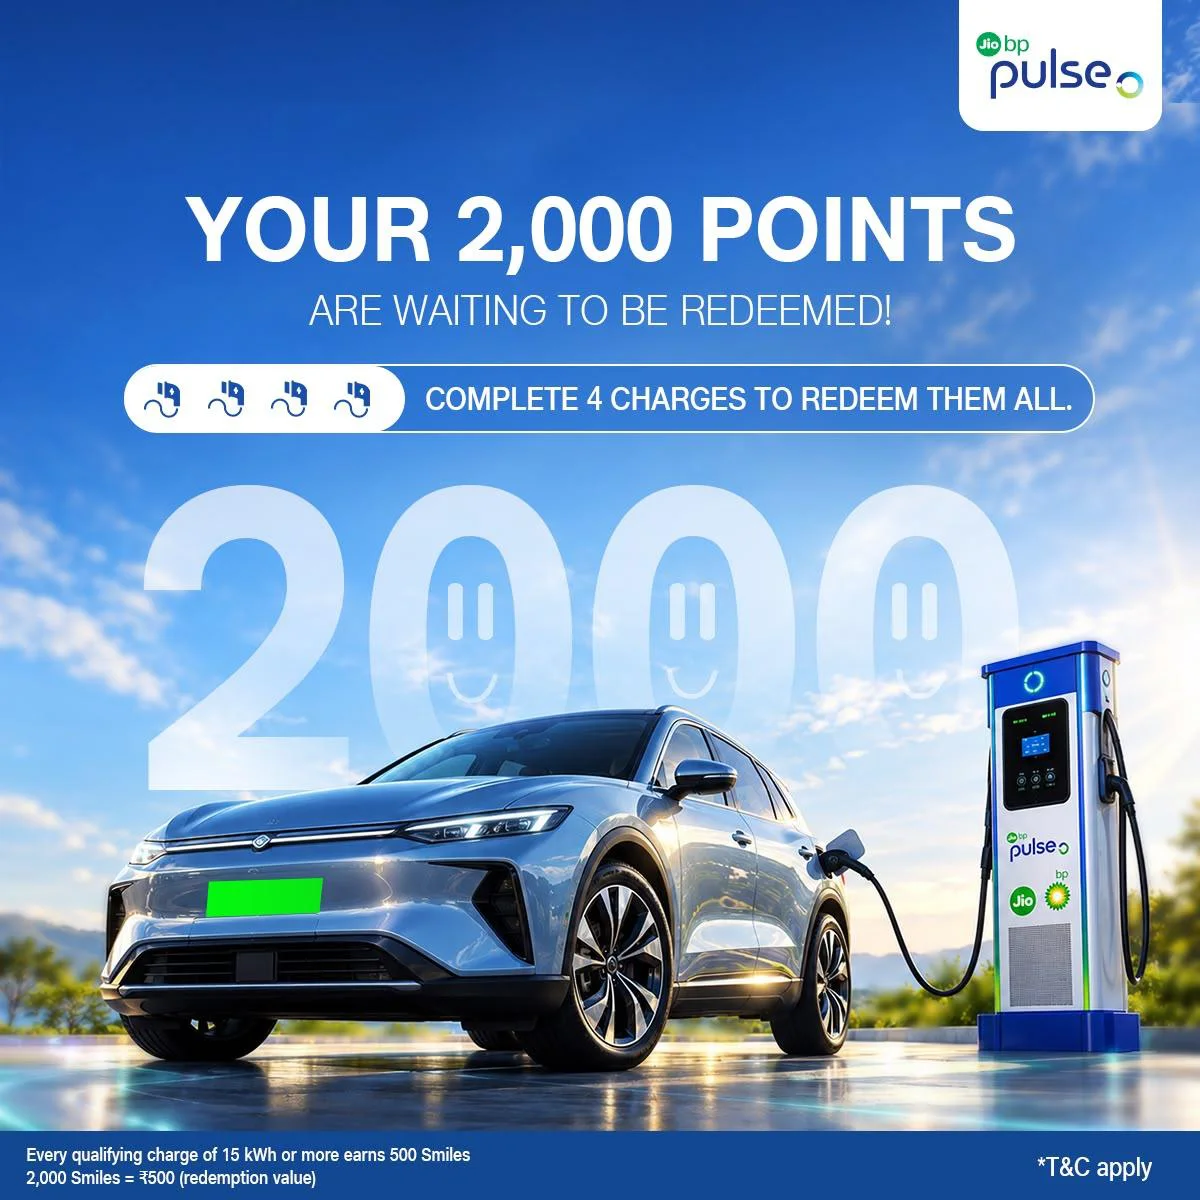 Jio bp
pulse
YOUR 2,000 POINTS
ARE WAITING TO BE REDEEMED!
COMPLETE 4 CHARGES TO REDEEM THEM ALL.
2000
Jio bp
pulse
bp
Jio
Every qualifying charge of 15 kWh or more earns 500 Smiles
2,000 Smiles = ₹500 (redemption value)
*T&C apply